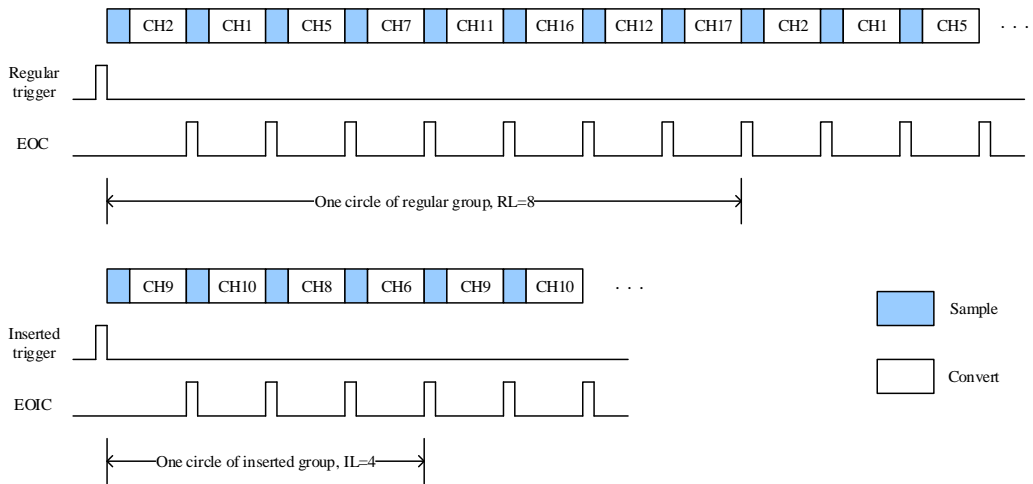 CH2 CH1 CH5 CH7 CH11 CH16 CH12 CH17 CH2 CH1 CH5 . . .
Regular
trigger
EOC
One circle of regular group, RL=8
CH9 CH10 CH8 CH6 CH9 CH10 . . .
Sample
Inserted
trigger
Convert
EOIC
One circle of inserted group, IL=4